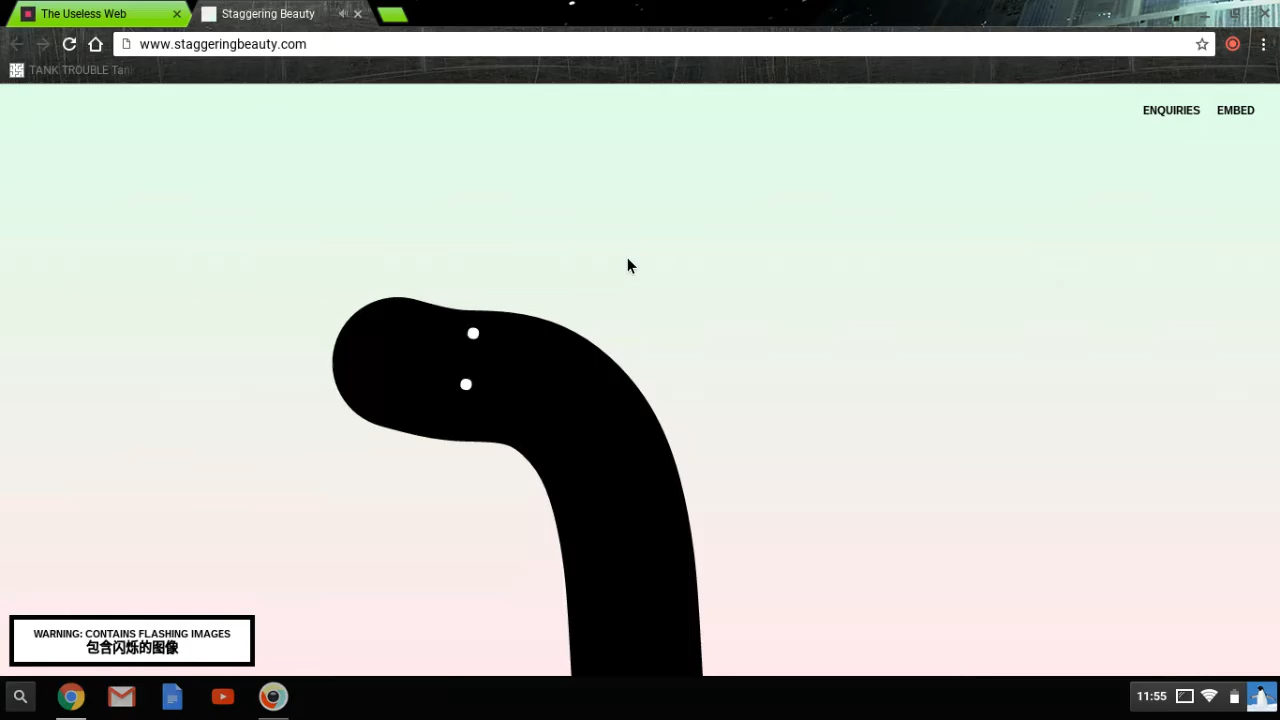 The Useless Web
Staggering Beauty
www.staggeringbeauty.com
TANK TROUBLE Tank
ENQUIRIES EMBED
WARNING: CONTAINS FLASHING IMAGES
包含闪烁的图像
11:55